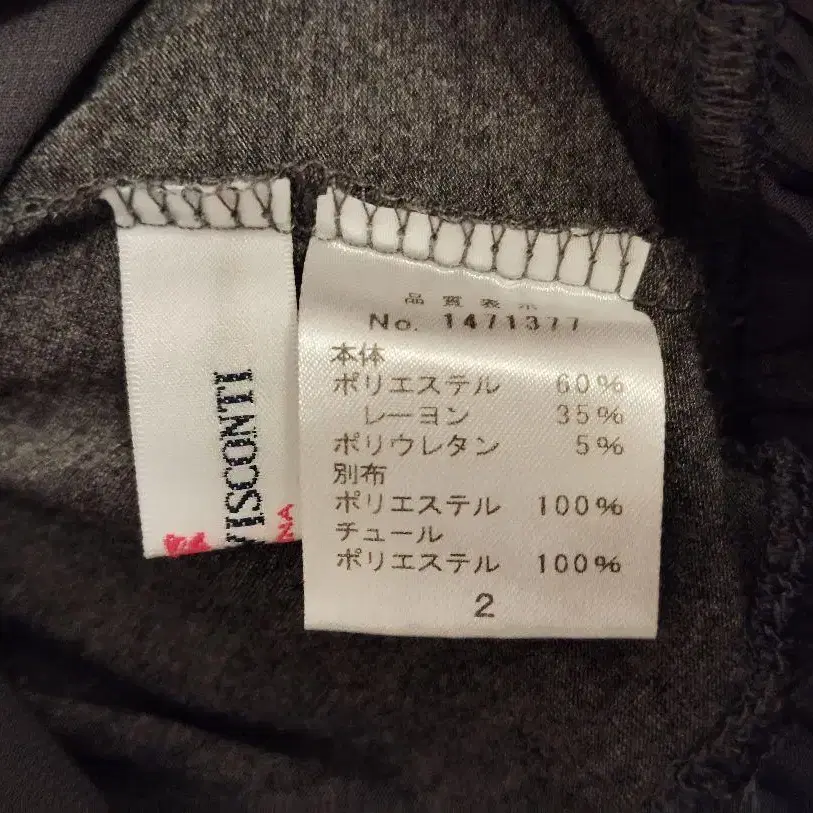 VISCONTI
NA
品質表示
No. 1471377
本体
ポリエステル 60%
レーヨン 35%
ポリウレタン 5%
別布
ポリエステル 100%
チュール
ポリエステル 100%
2